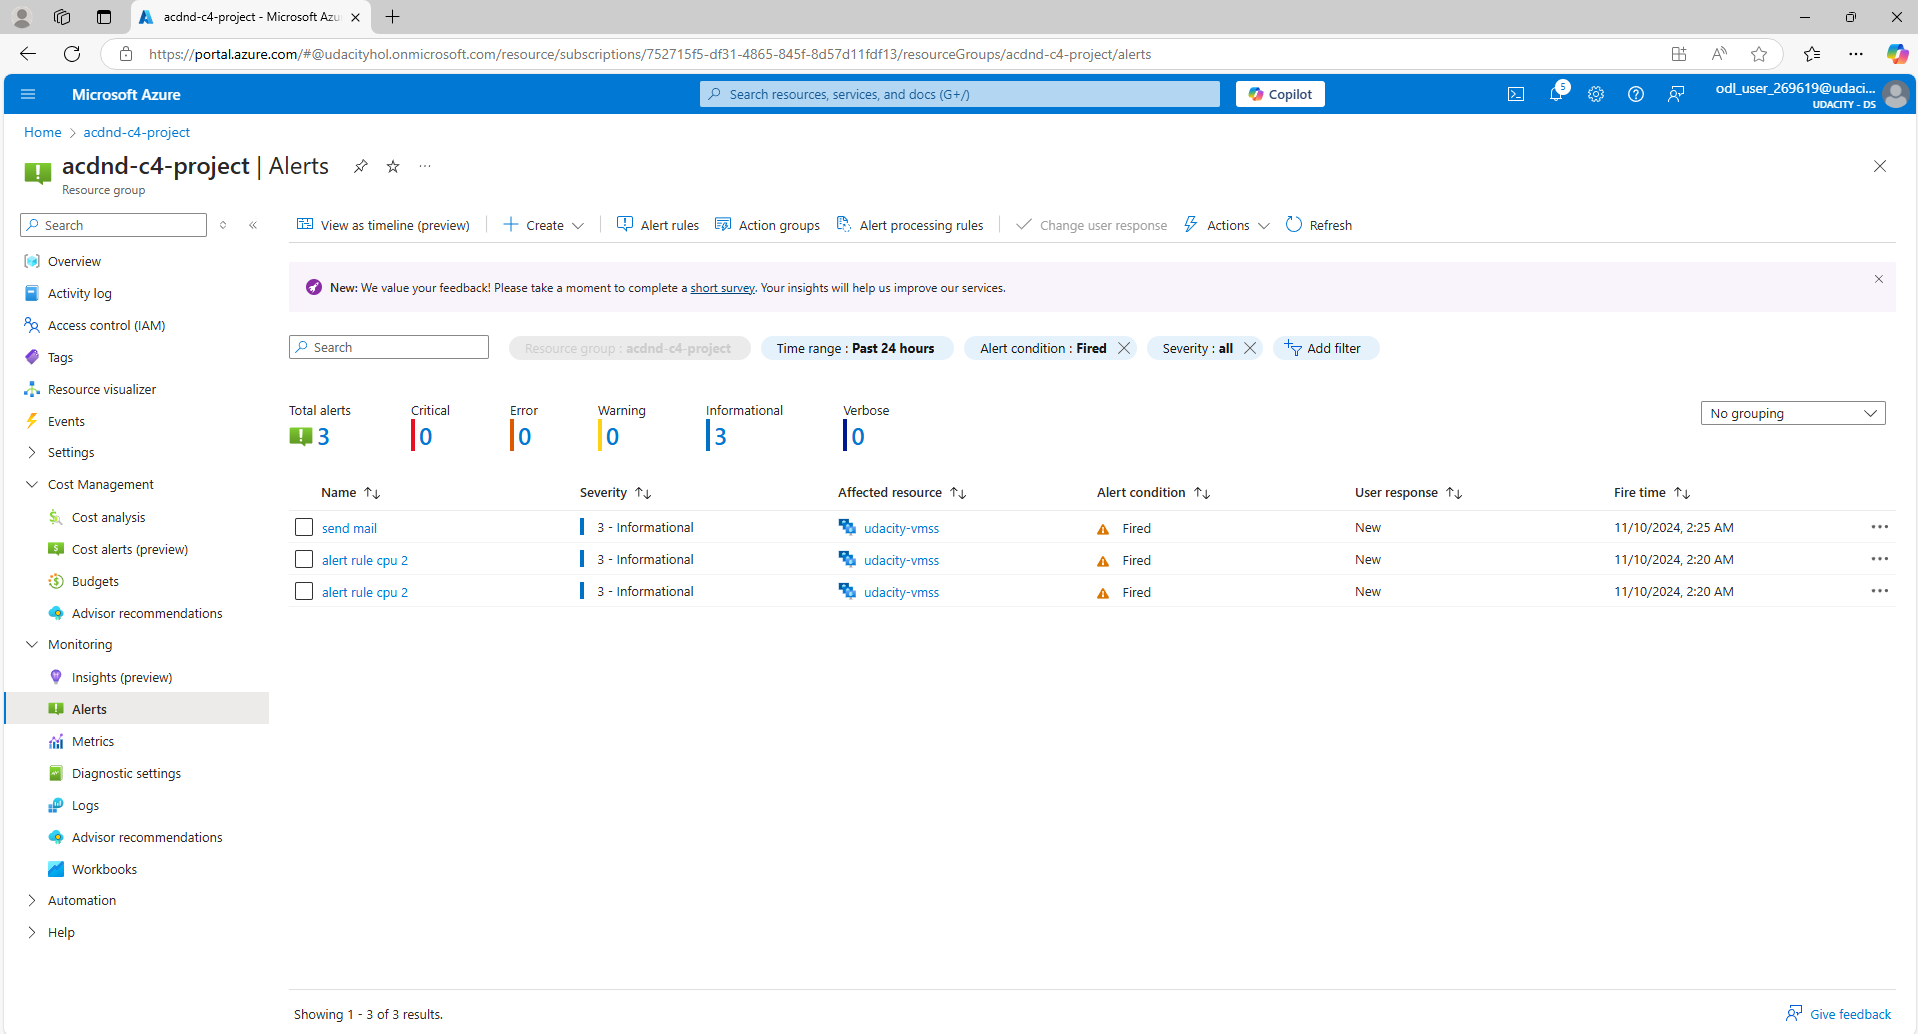 acdnd-c4-project - Microsoft Azu
https://portal.azure.com/#@udacityhol.onmicrosoft.com/resource/subscriptions/752715f5-df31-4865-845f-8d57d11fdf13/resourceGroups/acdnd-c4-project/alerts
Microsoft Azure
Search resources, services, and docs (G+/)
Copilot
5
odl_user_269619@udaci...
UDACITY - DS
Home > acdnd-c4-project
acdnd-c4-project | Alerts
Resource group
Search
View as timeline (preview)
Create
Alert rules
Action groups
Alert processing rules
Change user response
Actions
Refresh
Overview
Activity log
Access control (IAM)
Tags
Resource visualizer
Events
Settings
Cost Management
Cost analysis
Cost alerts (preview)
Budgets
Advisor recommendations
Monitoring
Insights (preview)
Alerts
Metrics
Diagnostic settings
Logs
Advisor recommendations
Workbooks
Automation
Help
New: We value your feedback! Please take a moment to complete a short survey. Your insights will help us improve our services.
Search
Resource group : acdnd-c4-project
Time range : Past 24 hours
Alert condition : Fired
Severity : all
Add filter
Total alerts Critical Error Warning Informational Verbose
3 0 0 0 3 0
No grouping
Name Severity Affected resource Alert condition User response Fire time
send mail 3 - Informational udacity-vmss Fired New 11/10/2024, 2:25 AM
alert rule cpu 2 3 - Informational udacity-vmss Fired New 11/10/2024, 2:20 AM
alert rule cpu 2 3 - Informational udacity-vmss Fired New 11/10/2024, 2:20 AM
Showing 1 - 3 of 3 results.
Give feedback